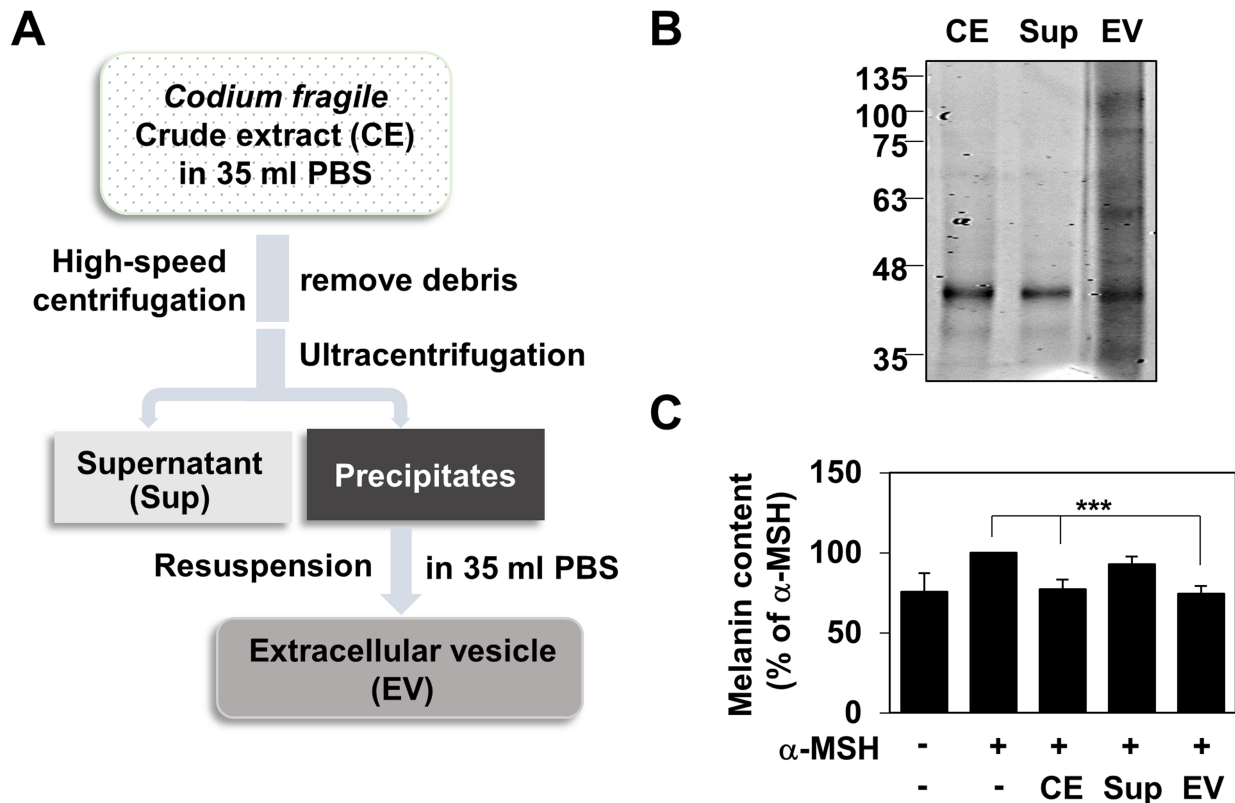 A
Codium fragile
Crude extract (CE)
in 35 ml PBS
High-speed
centrifugation
remove debris
Ultracentrifugation
Supernatant
(Sup)
Precipitates
Resuspension
in 35 ml PBS
Extracellular vesicle
(EV)
B
CE Sup EV
135
100
75
63
48
35
C
Melanin content
(% of α-MSH)
150
100
50
0
***
α-MSH - + + + +
- - CE Sup EV